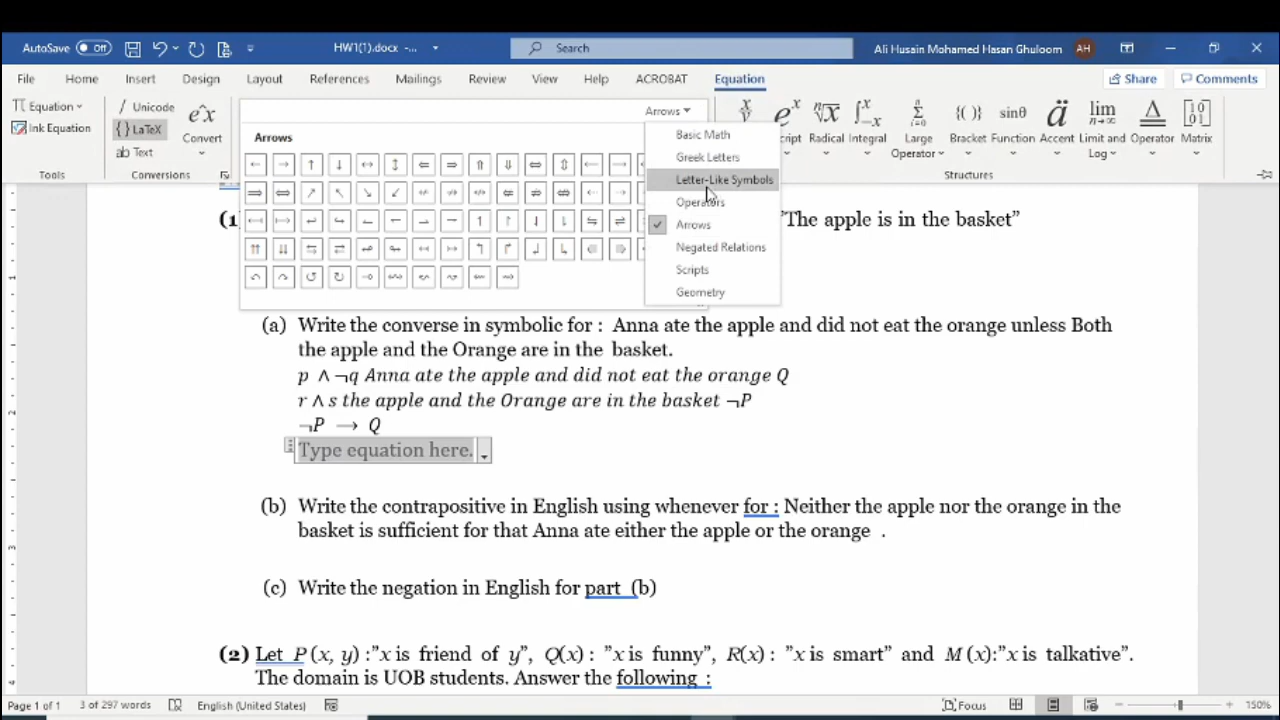 AutoSave Off HW1(1).docx -... Search Ali Husain Mohamed Hasan Ghuloom AH
File Home Insert Design Layout References Mailings Review View Help ACROBAT Equation Share Comments
Equation Unicode Arrows
Ink Equation {} LaTeX Convert
ab Text
Tools Conversions Structures
Script Radical Integral Large Operator Bracket Function Accent Limit and Log Operator Matrix
Arrows
Basic Math
Greek Letters
Letter-Like Symbols
Operators
Arrows
Negated Relations
Scripts
Geometry
(1 The apple is in the basket”
(a) Write the converse in symbolic for : Anna ate the apple and did not eat the orange unless Both
the apple and the Orange are in the basket.
p ∧¬q Anna ate the apple and did not eat the orange Q
r ∧ s the apple and the Orange are in the basket ¬P
¬P ⟶ Q
Type equation here.
(b) Write the contrapositive in English using whenever for : Neither the apple nor the orange in the
basket is sufficient for that Anna ate either the apple or the orange .
(c) Write the negation in English for part (b)
(2) Let P (x, y) :”x is friend of y”, Q(x) : ”x is funny”, R(x) : ”x is smart” and M (x):”x is talkative”.
The domain is UOB students. Answer the following :
Page 1 of 1 3 of 297 words English (United States) Focus 150%